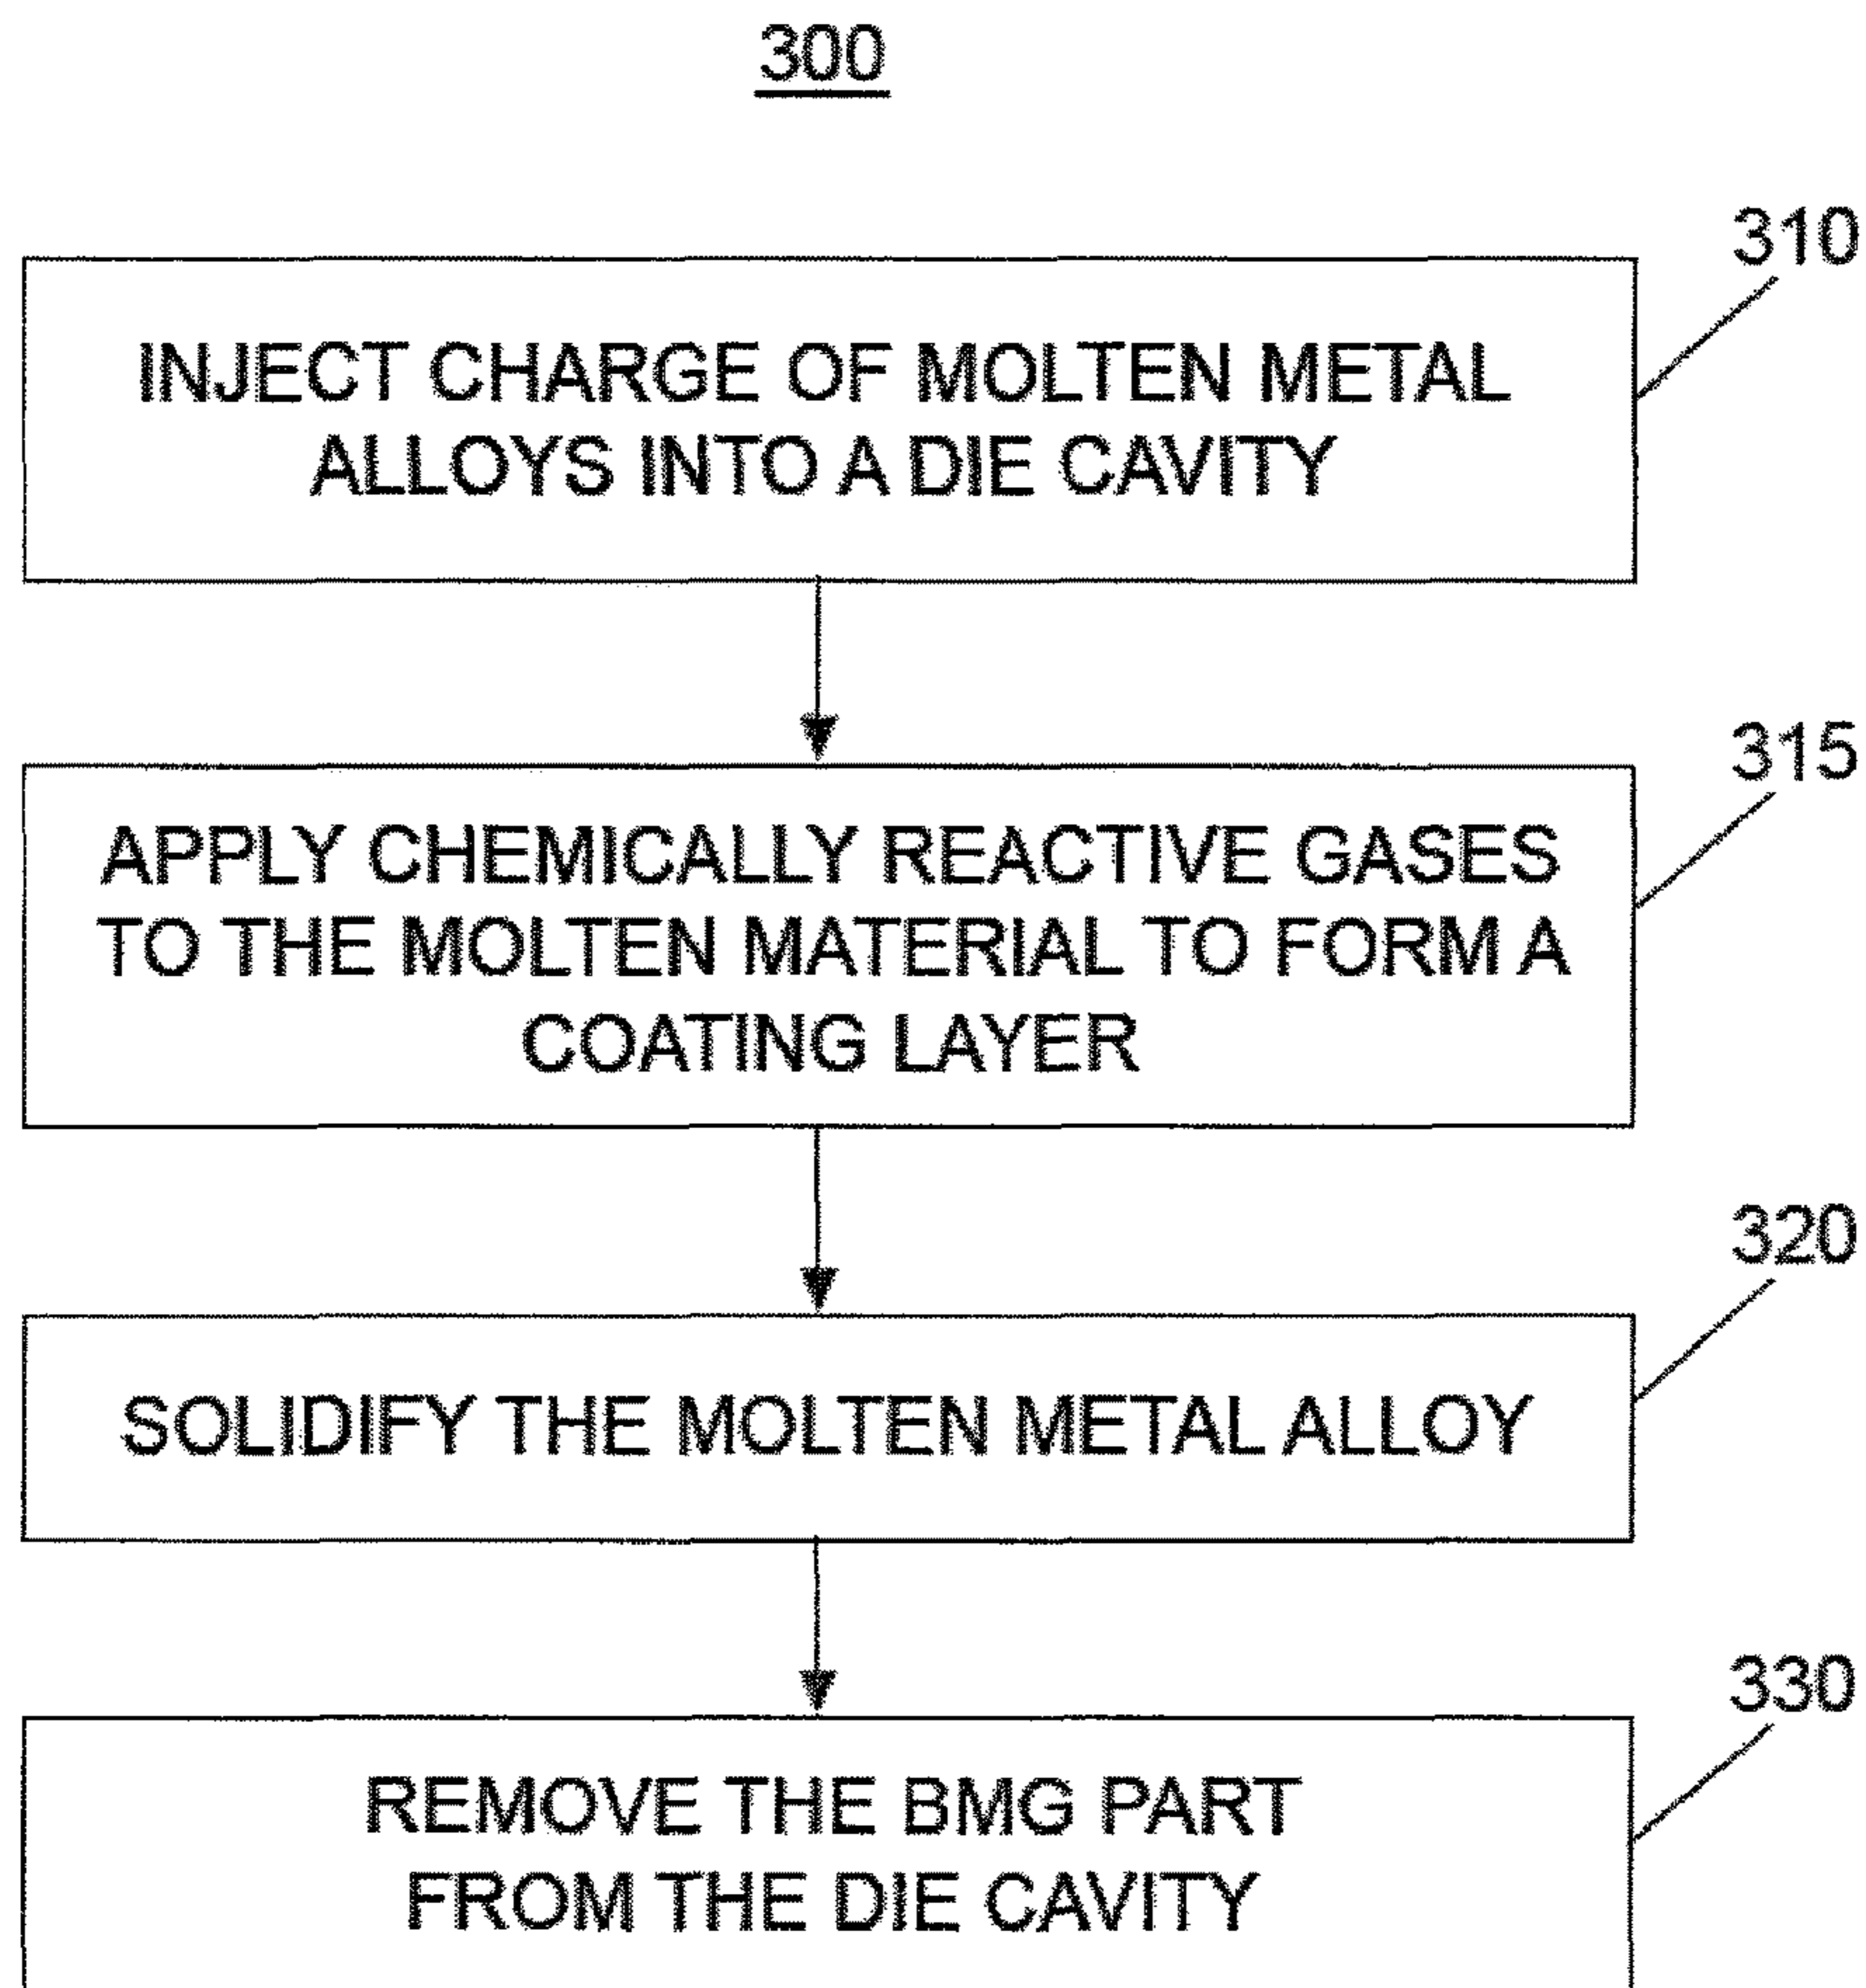 300
310
INJECT CHARGE OF MOLTEN METAL
ALLOYS INTO A DIE CAVITY
315
APPLY CHEMICALLY REACTIVE GASES
TO THE MOLTEN MATERIAL TO FORM A
COATING LAYER
320
SOLIDIFY THE MOLTEN METAL ALLOY
330
REMOVE THE BMG PART
FROM THE DIE CAVITY